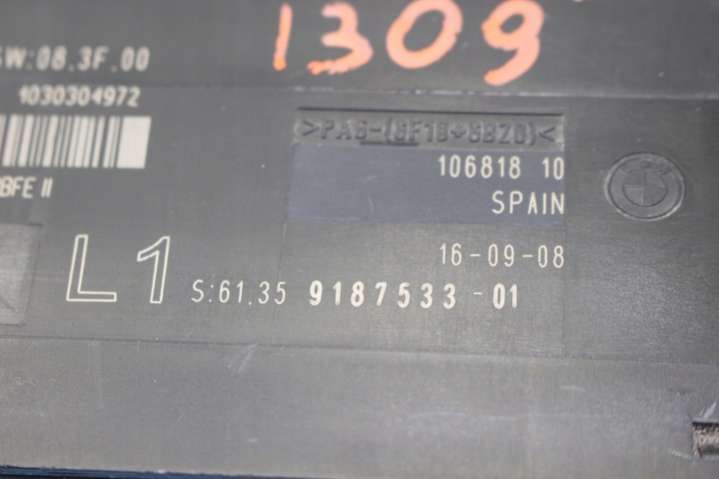 1309
SW:08.3F.00
1030304972
>PA6-(GF18+GB20)<
106818 10
BFE II
SPAIN
16-09-08
L1
S:61.35 9187533-01